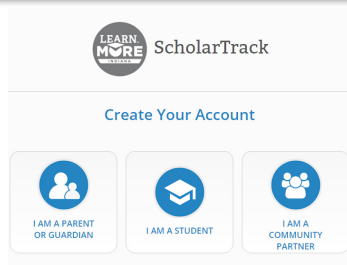 LEARN
MORE
INDIANA
ScholarTrack
Create Your Account
I AM A PARENT
OR GUARDIAN
I AM A STUDENT
I AM A
COMMUNITY
PARTNER